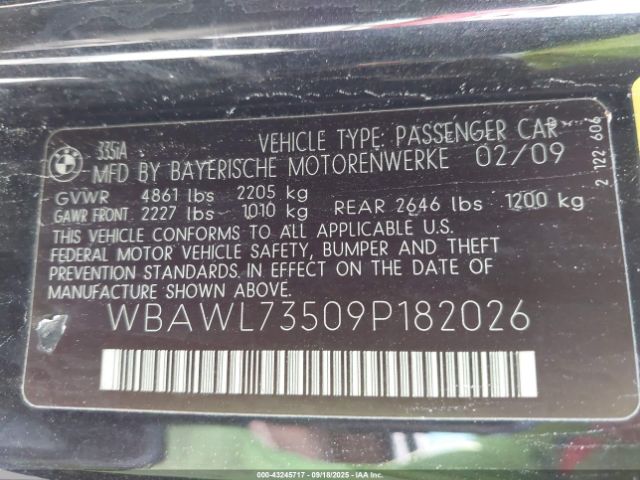 335iA VEHICLE TYPE: PASSENGER CAR
MFD BY BAYERISCHE MOTORENWERKE 02/09
GVWR 4861 lbs 2205 kg
GAWR FRONT 2227 lbs 1010 kg REAR 2646 lbs 1200 kg
THIS VEHICLE CONFORMS TO ALL APPLICABLE U.S.
FEDERAL MOTOR VEHICLE SAFETY, BUMPER AND THEFT
PREVENTION STANDARDS. IN EFFECT ON THE DATE OF
MANUFACTURE SHOWN ABOVE.
WBAWL73509P182026
2 122 606
000-43245717 - 09/18/2025 - IAA Inc.